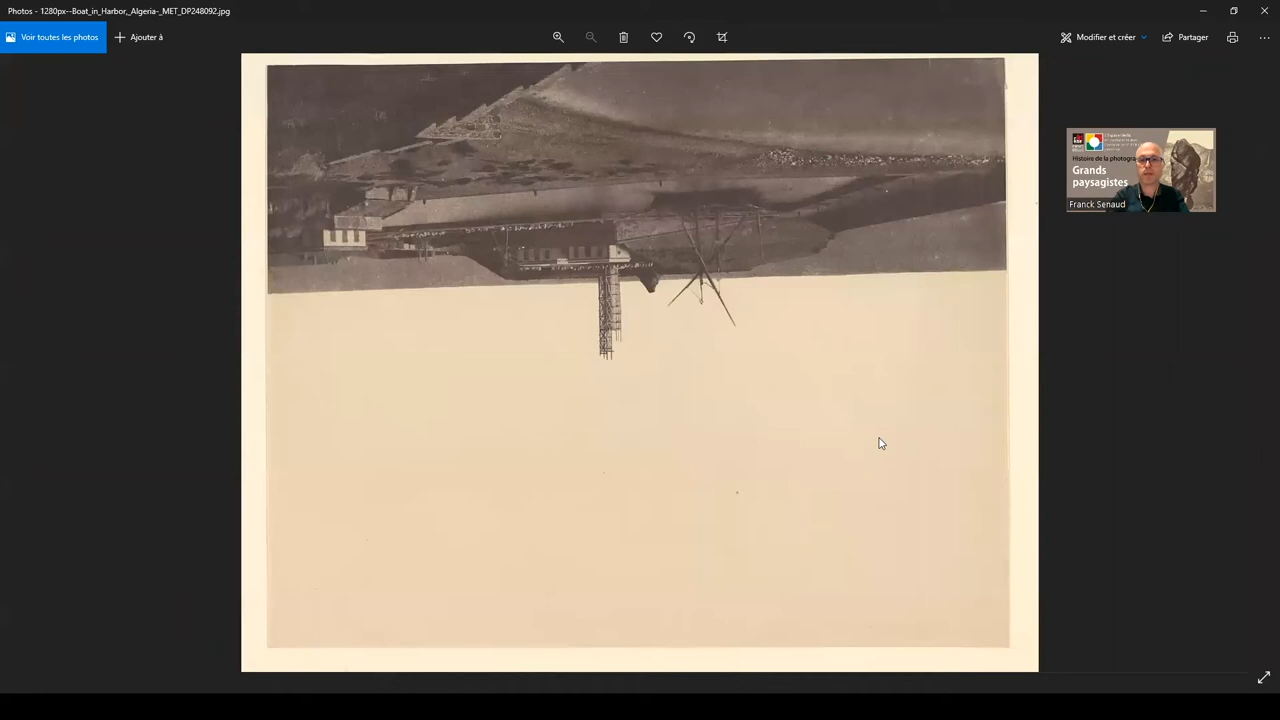 Photos - 1280px--Boat_in_Harbor,_Algeria-_MET_DP248092.jpg
Voir toutes les photos
Ajouter à
Modifier et créer
Partager
Histoire de la photogra
Grands
paysagistes
Franck Senaud